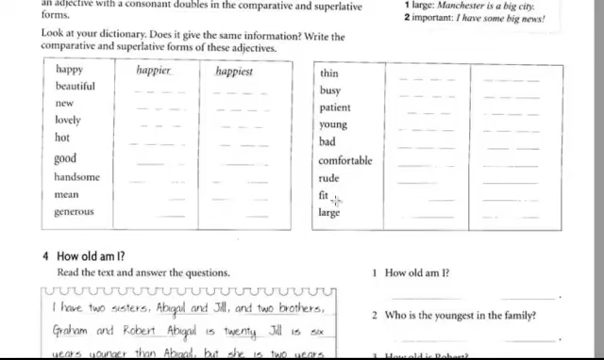 an adjective with a consonant doubles in the comparative and superlative
forms.
1 large: Manchester is a big city.
2 important: I have some big news!
Look at your dictionary. Does it give the same information? Write the
comparative and superlative forms of these adjectives.
happy happier happiest
beautiful
new
lovely
hot
good
handsome
mean
generous
thin
busy
patient
young
bad
comfortable
rude
fit
large
4 How old am I?
Read the text and answer the questions.
I have two sisters, Abigail and Jill, and two brothers,
Graham and Robert Abigail is twenty Jill is six
years younger than Abigail, but she is two years
1 How old am I?
2 Who is the youngest in the family?
3 How old is Robert?